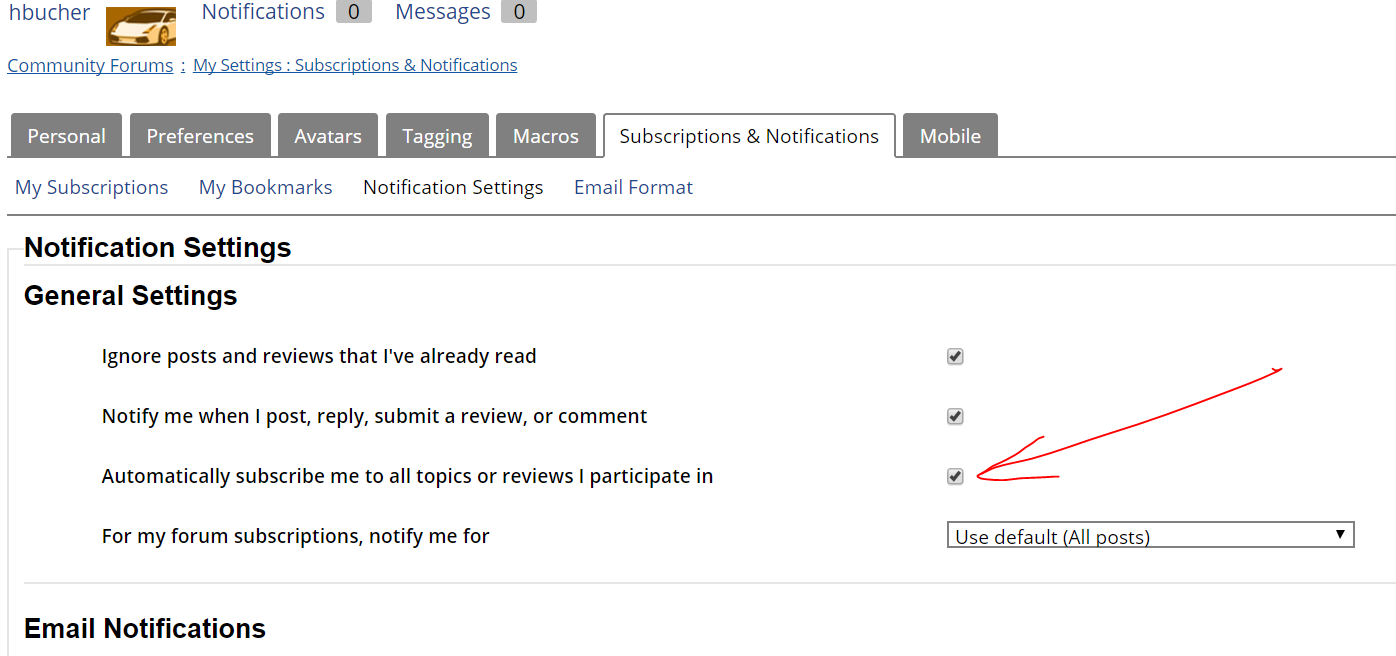 hbucher Notifications 0 Messages 0
Community Forums : My Settings : Subscriptions & Notifications
Personal Preferences Avatars Tagging Macros Subscriptions & Notifications Mobile
My Subscriptions My Bookmarks Notification Settings Email Format
Notification Settings
General Settings
Ignore posts and reviews that I've already read
Notify me when I post, reply, submit a review, or comment
Automatically subscribe me to all topics or reviews I participate in
For my forum subscriptions, notify me for Use default (All posts)
Email Notifications